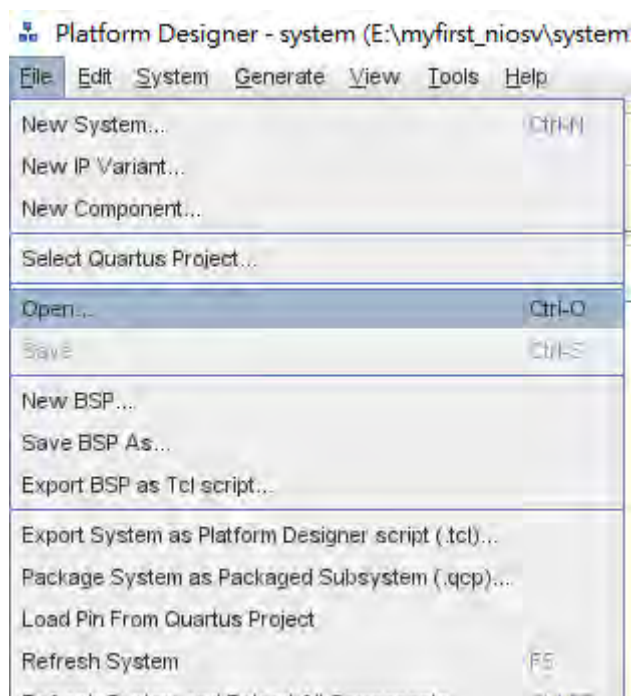 Platform Designer - system (E:\myfirst_niosv\system
File Edit System Generate View Tools Help
New System... Ctrl-N
New IP Variant...
New Component...
Select Quartus Project...
Open... Ctrl-O
Save Ctrl-S
New BSP...
Save BSP As...
Export BSP as Tcl script...
Export System as Platform Designer script (.tcl)...
Package System as Packaged Subsystem (.qcp)...
Load Pin From Quartus Project
Refresh System F5